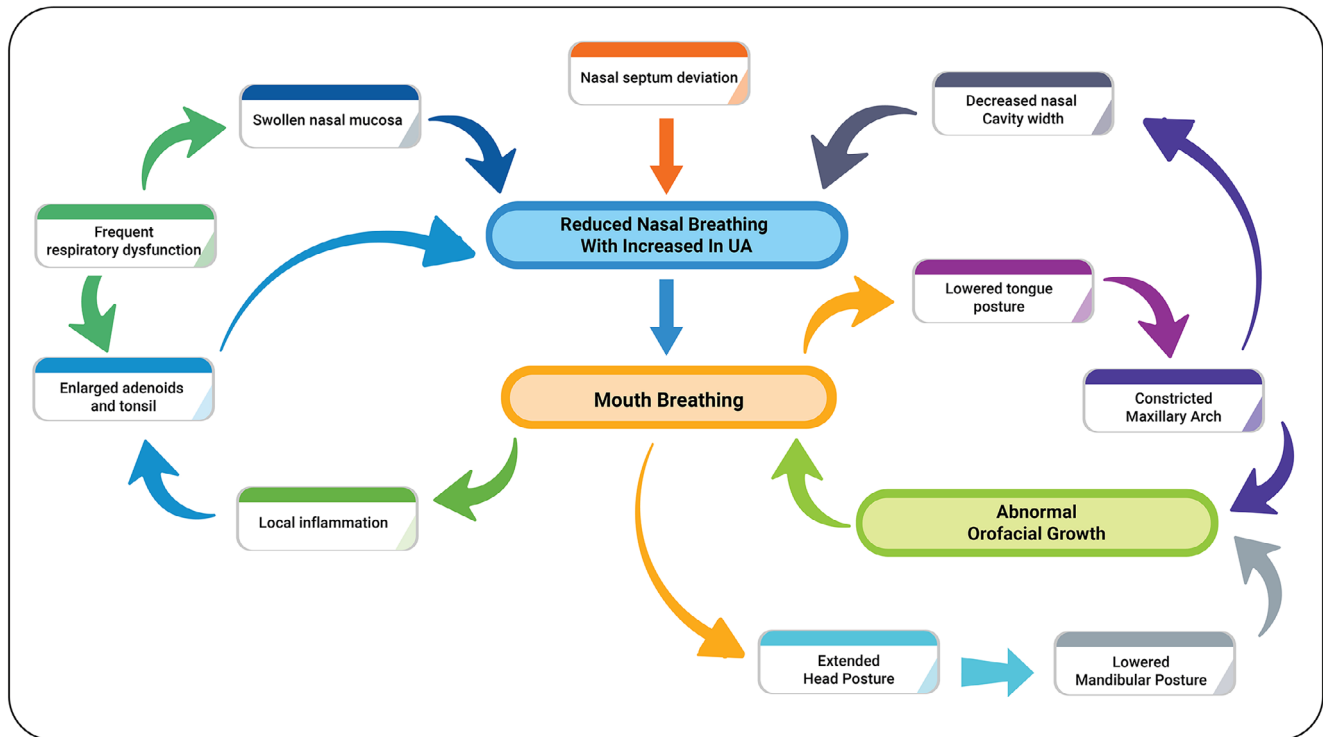 Nasal septum deviation
Swollen nasal mucosa
Decreased nasal
Cavity width
Frequent
respiratory dysfunction
Reduced Nasal Breathing
With Increased In UA
Lowered tongue
posture
Enlarged adenoids
and tonsil
Mouth Breathing
Constricted
Maxillary Arch
Local inflammation
Abnormal
Orofacial Growth
Extended
Head Posture
Lowered
Mandibular Posture